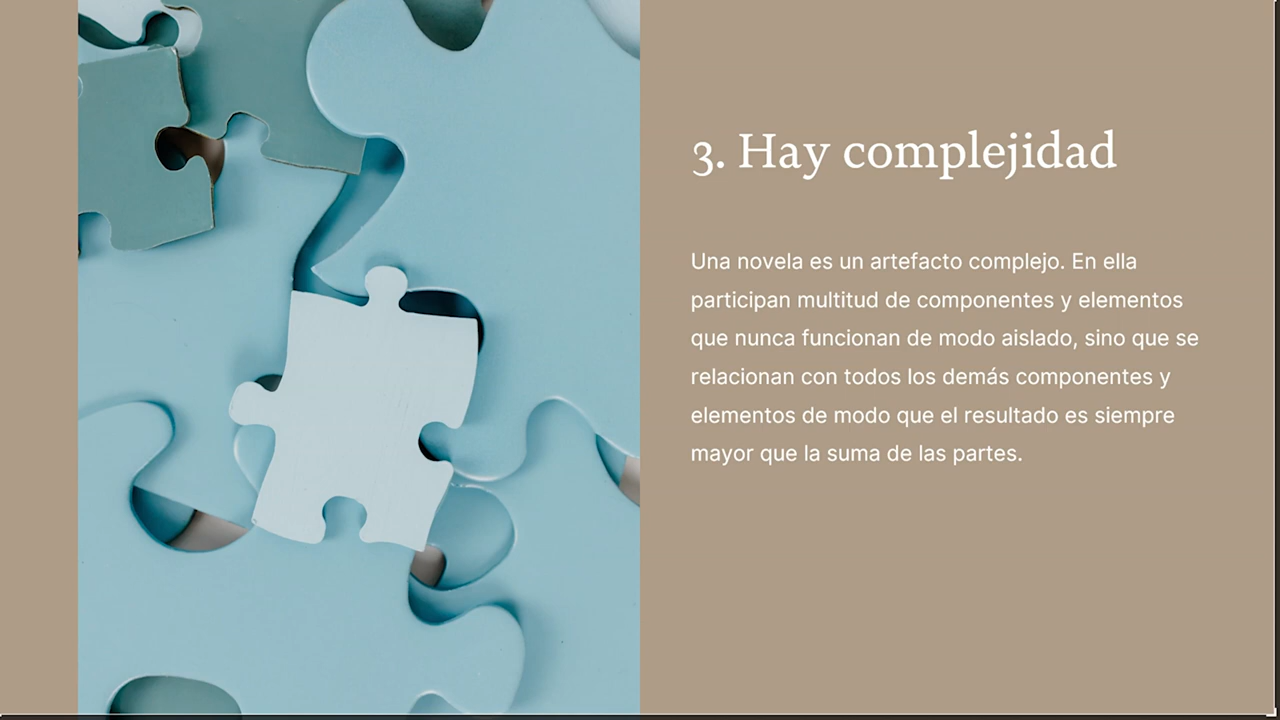 3. Hay complejidad
Una novela es un artefacto complejo. En ella
participan multitud de componentes y elementos
que nunca funcionan de modo aislado, sino que se
relacionan con todos los demás componentes y
elementos de modo que el resultado es siempre
mayor que la suma de las partes.